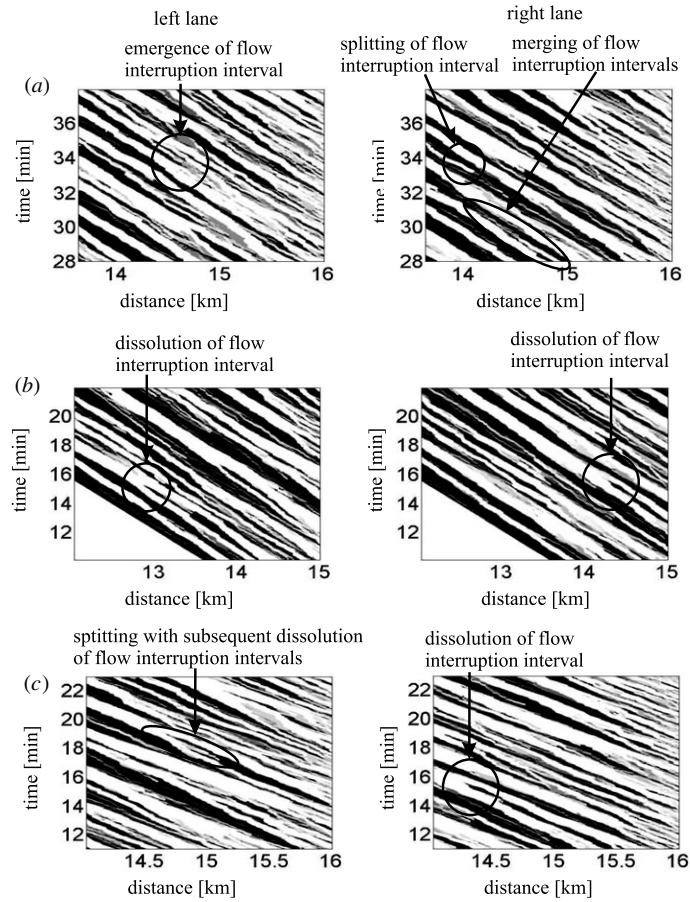 left lane
right lane
emergence of flow
interruption interval
splitting of flow
interruption interval
merging of flow
interruption intervals
(a)
36
34
32
30
28
time [min]
14
15
16
distance [km]
36
34
32
30
28
time [min]
14
15
16
distance [km]
dissolution of flow
interruption interval
dissolution of flow
interruption interval
(b)
20
18
16
14
12
time [min]
13
14
15
distance [km]
20
18
16
14
12
time [min]
13
14
15
distance [km]
sptitting with subsequent dissolution
of flow interruption intervals
dissolution of flow
interruption interval
(c)
22
20
18
16
14
12
time [min]
14.5
15
15.5
16
distance [km]
22
20
18
16
14
12
time [min]
14.5
15
15.5
16
distance [km]